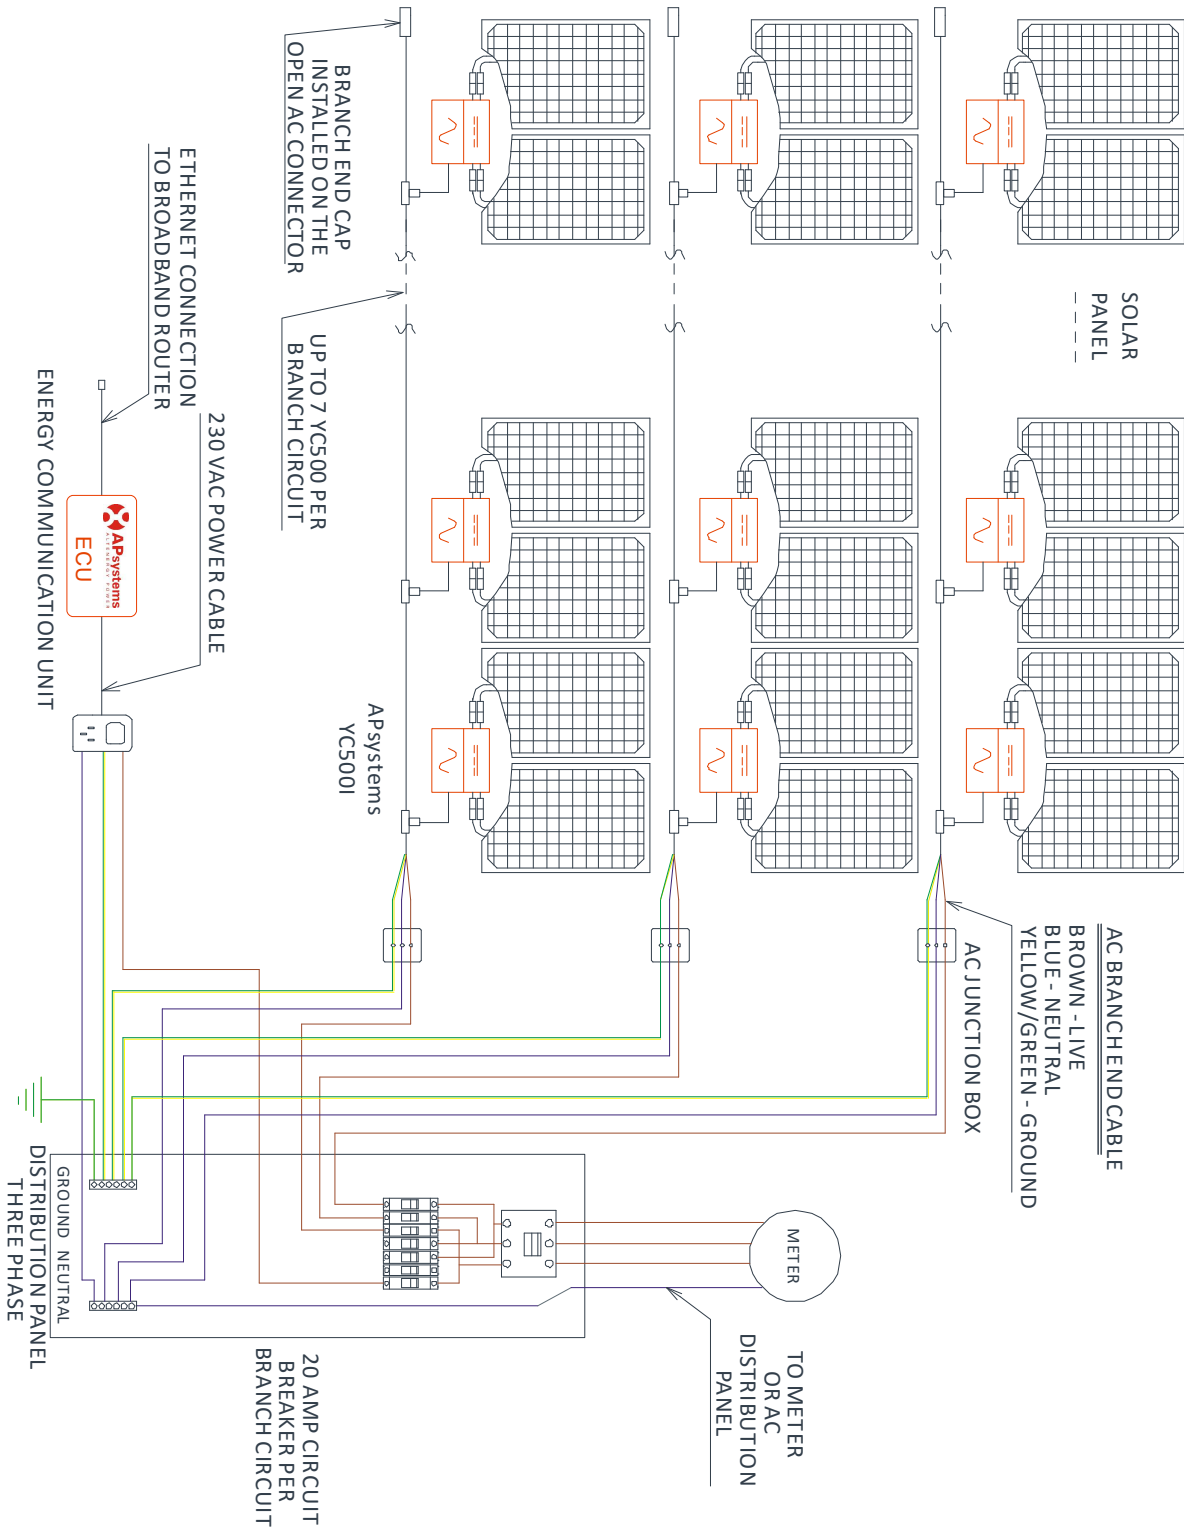 SOLAR
PANEL
AC BRANCH END CABLE
BROWN - LIVE
BLUE - NEUTRAL
YELLOW/GREEN - GROUND
AC JUNCTION BOX
METER
TO METER
OR AC
DISTRIBUTION
PANEL
BRANCH END CAP
INSTALLED ON THE
OPEN AC CONNECTOR
UP TO 7 YC500 PER
BRANCH CIRCUIT
APsystems
YC500I
20 AMP CIRCUIT
BREAKER PER
BRANCH CIRCUIT
ETHERNET CONNECTION
TO BROADBAND ROUTER
230 VAC POWER CABLE
APsystems
ALTENERGY POWER
ECU
ENERGY COMMUNICATION UNIT
GROUND NEUTRAL
DISTRIBUTION PANEL
THREE PHASE